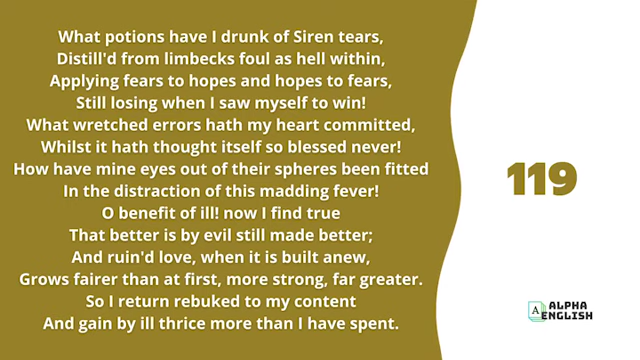 What potions have I drunk of Siren tears,
Distill'd from limbecks foul as hell within,
Applying fears to hopes and hopes to fears,
Still losing when I saw myself to win!
What wretched errors hath my heart committed,
Whilst it hath thought itself so blessed never!
How have mine eyes out of their spheres been fitted
In the distraction of this madding fever!
O benefit of ill! now I find true
That better is by evil still made better;
And ruin'd love, when it is built anew,
Grows fairer than at first, more strong, far greater.
So I return rebuked to my content
And gain by ill thrice more than I have spent.
119
A
ALPHA
ENGLISH